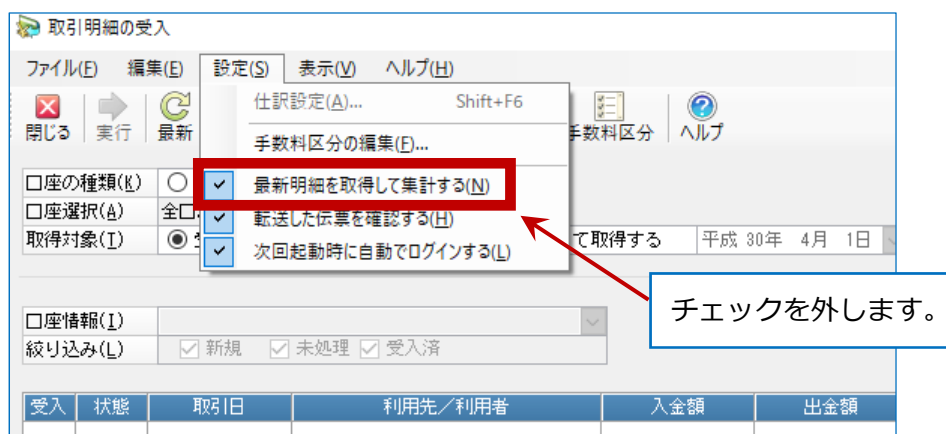 取引明細の受入
ファイル(F) 編集(E) 設定(S) 表示(V) ヘルプ(H)
仕訳設定(A)... Shift+F6
閉じる 実行 最新 手数料区分 ヘルプ
手数料区分の編集(F)...
口座の種類(K)
最新明細を取得して集計する(N)
口座選択(A) 全口
転送した伝票を確認する(H)
取得対象(T) て取得する 平成 30年 4月 1日
次回起動時に自動でログインする(L)
チェックを外します。
口座情報(I)
絞り込み(L) 新規 未処理 受入済
受入 状態 取引日 利用先/利用者 入金額 出金額